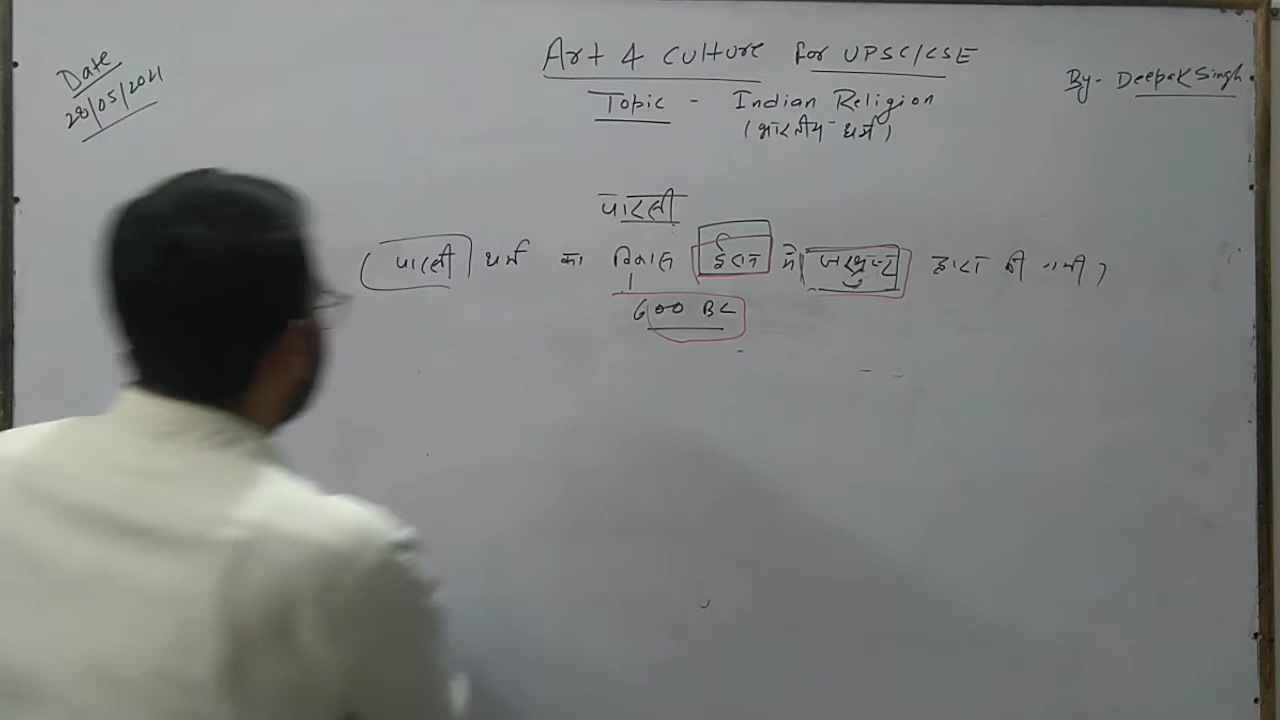 Date
28/05/2021
Art & Culture for UPSC/CSE
By- Deepak Singh
Topic - Indian Religion
(भारतीय धर्म)
पारसी
पारसी धर्म का विकास ईरान में जरथुष्ट्र द्वारा की गयी
600 BC